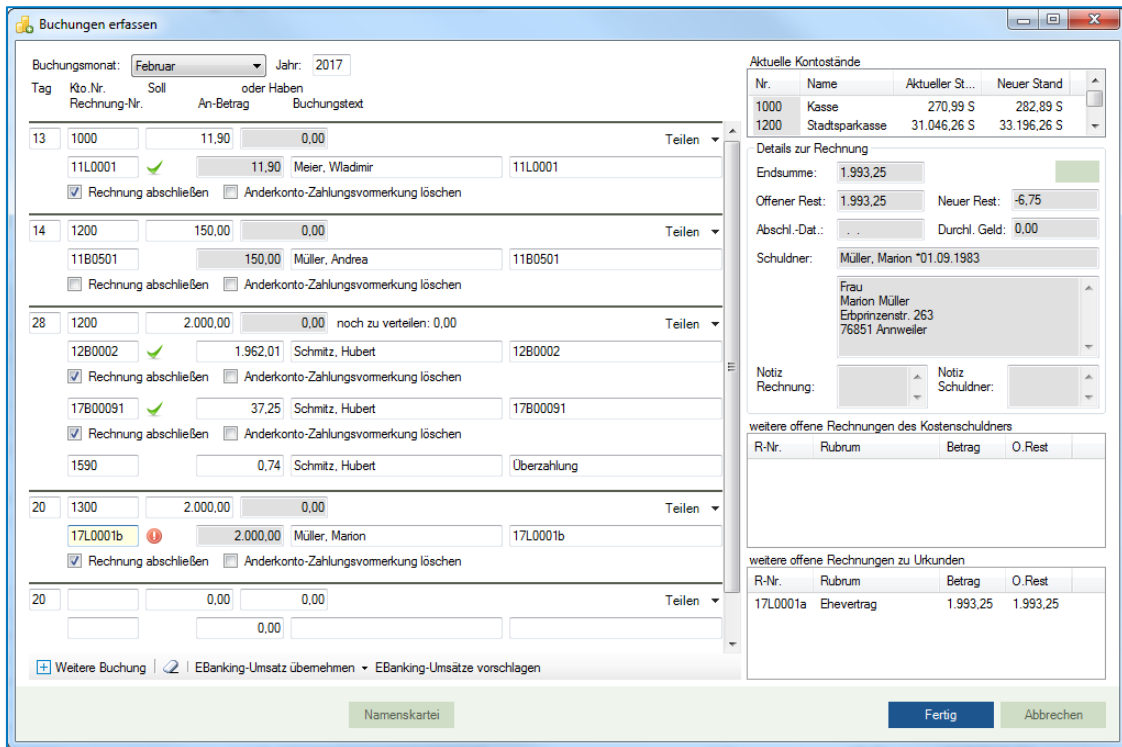 Buchungen erfassen
Buchungsmonat: Februar Jahr: 2017
Tag Kto.Nr. Soll oder Haben
Rechnung-Nr. An-Betrag Buchungstext
13 1000 11,90 0,00 Teilen
11L0001 11,90 Meier, Wladimir 11L0001
Rechnung abschließen Anderkonto-Zahlungsvormerkung löschen
14 1200 150,00 0,00 Teilen
11B0501 150,00 Müller, Andrea 11B0501
Rechnung abschließen Anderkonto-Zahlungsvormerkung löschen
28 1200 2.000,00 0,00 noch zu verteilen: 0,00 Teilen
12B0002 1.962,01 Schmitz, Hubert 12B0002
Rechnung abschließen Anderkonto-Zahlungsvormerkung löschen
17B00091 37,25 Schmitz, Hubert 17B00091
Rechnung abschließen Anderkonto-Zahlungsvormerkung löschen
1590 0,74 Schmitz, Hubert Überzahlung
20 1300 2.000,00 0,00 Teilen
17L0001b 2.000,00 Müller, Marion 17L0001b
Rechnung abschließen Anderkonto-Zahlungsvormerkung löschen
20 0,00 0,00 Teilen
0,00
Weitere Buchung EBanking-Umsatz übernehmen EBanking-Umsätze vorschlagen
Aktuelle Kontostände
Nr. Name Aktueller St... Neuer Stand
1000 Kasse 270,99 S 282,89 S
1200 Stadtsparkasse 31.046,26 S 33.196,26 S
Details zur Rechnung
Endsumme: 1.993,25
Offener Rest: 1.993,25 Neuer Rest: -6,75
Abschl.-Dat.: . . Durchl. Geld: 0,00
Schuldner: Müller, Marion *01.09.1983
Frau
Marion Müller
Erbprinzenstr. 263
76851 Annweiler
Notiz Rechnung: Notiz Schuldner:
weitere offene Rechnungen des Kostenschuldners
R-Nr. Rubrum Betrag O.Rest
weitere offene Rechnungen zu Urkunden
R-Nr. Rubrum Betrag O.Rest
17L0001a Ehevertrag 1.993,25 1.993,25
Namenskartei Fertig Abbrechen